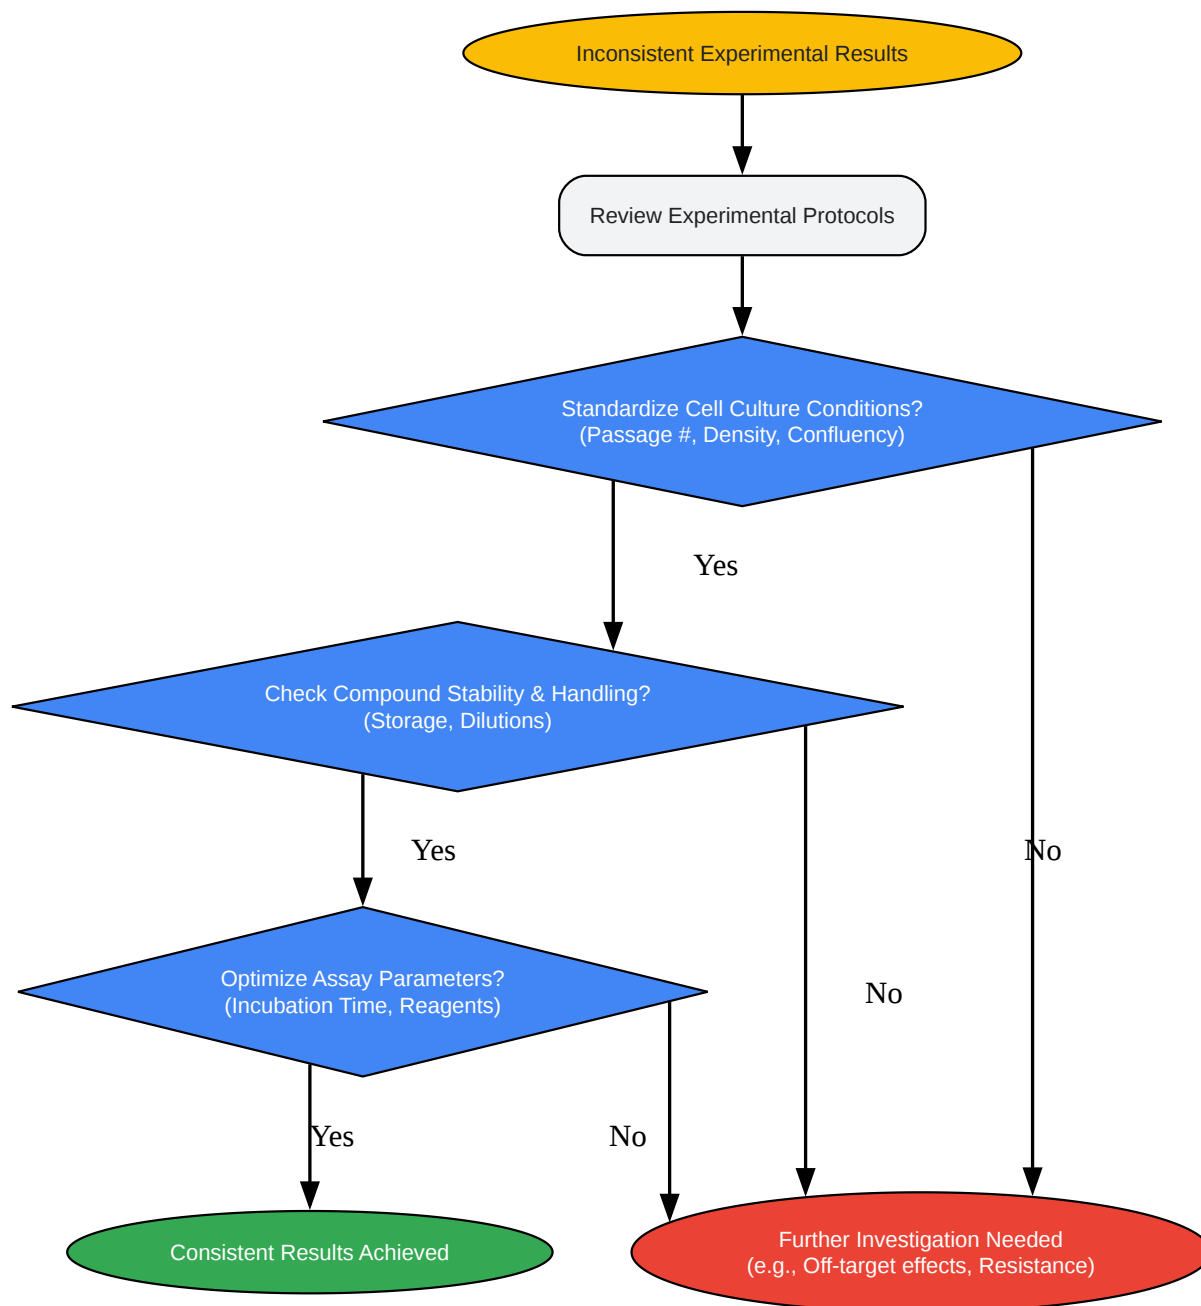 Inconsistent Experimental Results
Review Experimental Protocols
Standardize Cell Culture Conditions?
(Passage #, Density, Confluency)
Yes
Check Compound Stability & Handling?
(Storage, Dilutions)
Yes
No
Optimize Assay Parameters?
(Incubation Time, Reagents)
No
Yes
No
Consistent Results Achieved
Further Investigation Needed
(e.g., Off-target effects, Resistance)